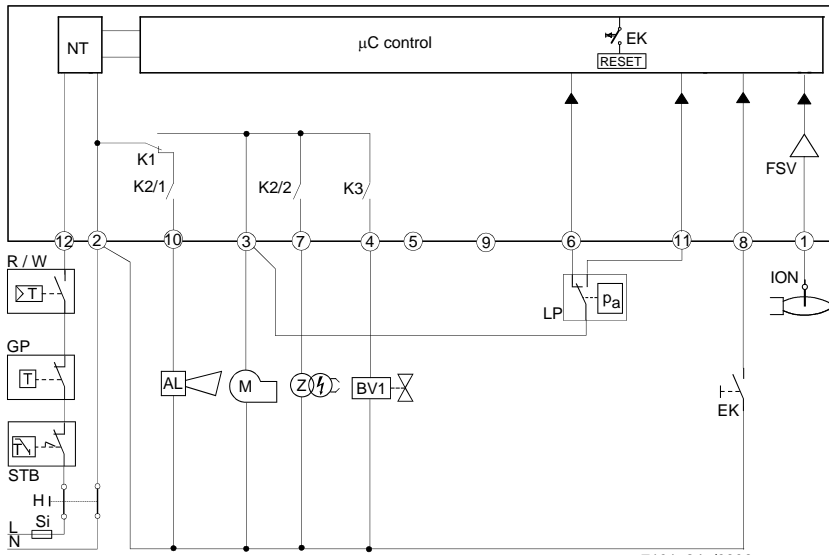 NT
µC control
EK
RESET
FSV
K1
K2/1
K2/2
K3
12
2
10
3
7
4
5
9
6
11
8
1
R / W
T
LP
pa
ION
GP
T
AL
M
Z
BV1
EK
T
STB
H
L
Si
N